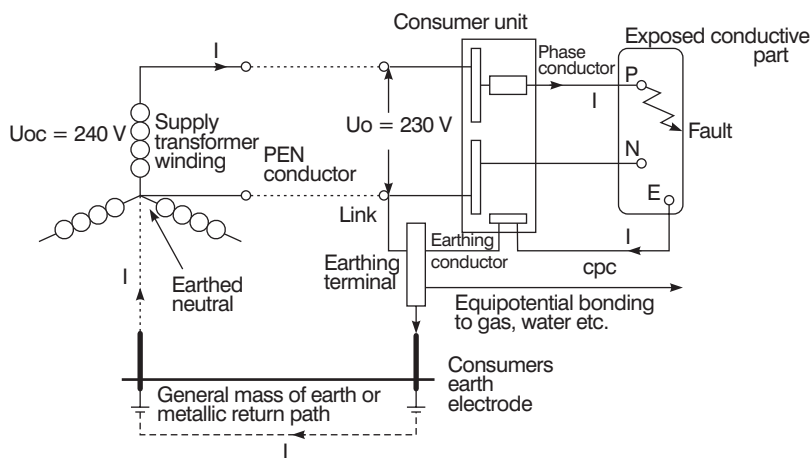 Consumer unit
Exposed conductive
part
I
Phase
conductor
P
I
Fault
Uoc = 240 V
Supply
transformer
winding
Uo = 230 V
PEN
conductor
N
E
Link
Earthing
conductor
I
cpc
Earthing
terminal
I
Earthed
neutral
Equipotential bonding
to gas, water etc.
Consumers
earth
electrode
General mass of earth or
metallic return path
I